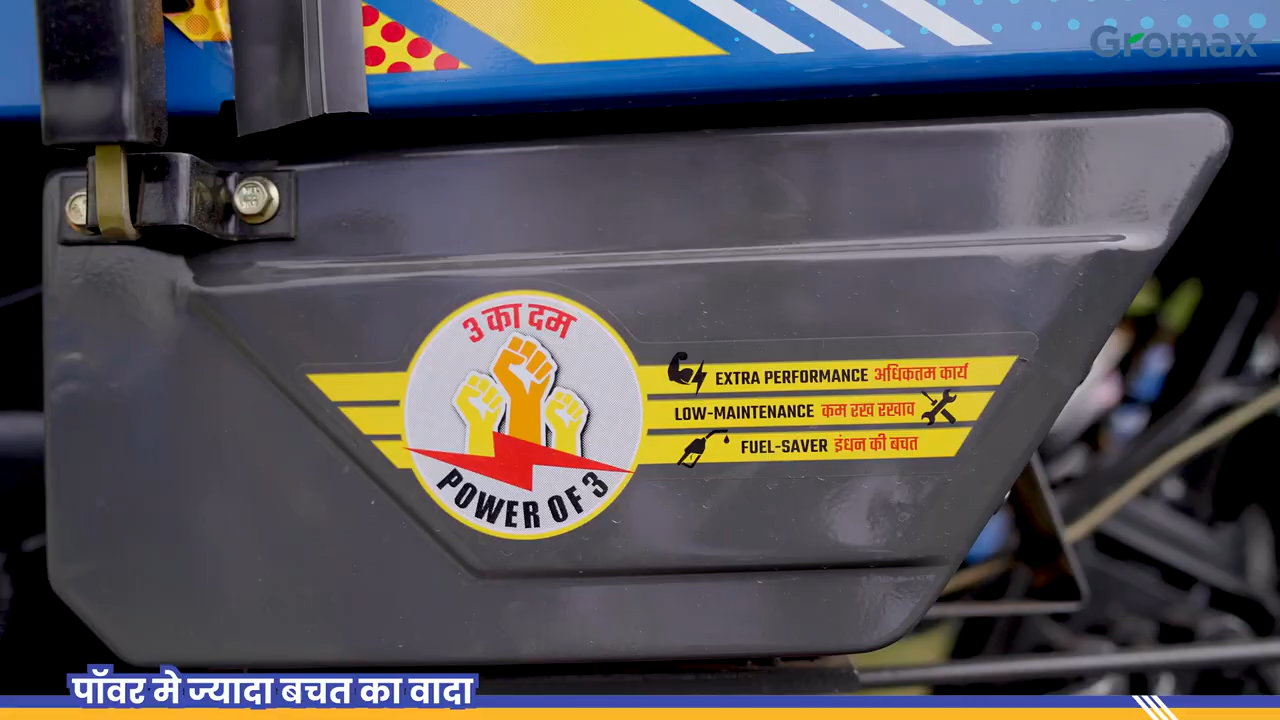 Gromax
3 का दम
POWER OF 3
EXTRA PERFORMANCE अधिकतम कार्य
LOW-MAINTENANCE कम रख रखाव
FUEL-SAVER इंधन की बचत
पॉवर मे ज्यादा बचत का वादा